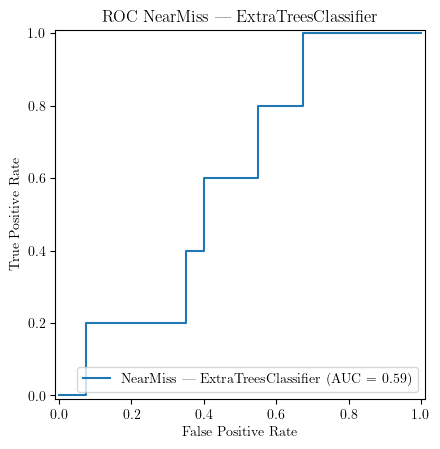 ROC NearMiss — ExtraTreesClassifier
1.0
0.8
0.6
0.4
0.2
0.0
True Positive Rate
NearMiss — ExtraTreesClassifier (AUC = 0.59)
0.0 0.2 0.4 0.6 0.8 1.0
False Positive Rate